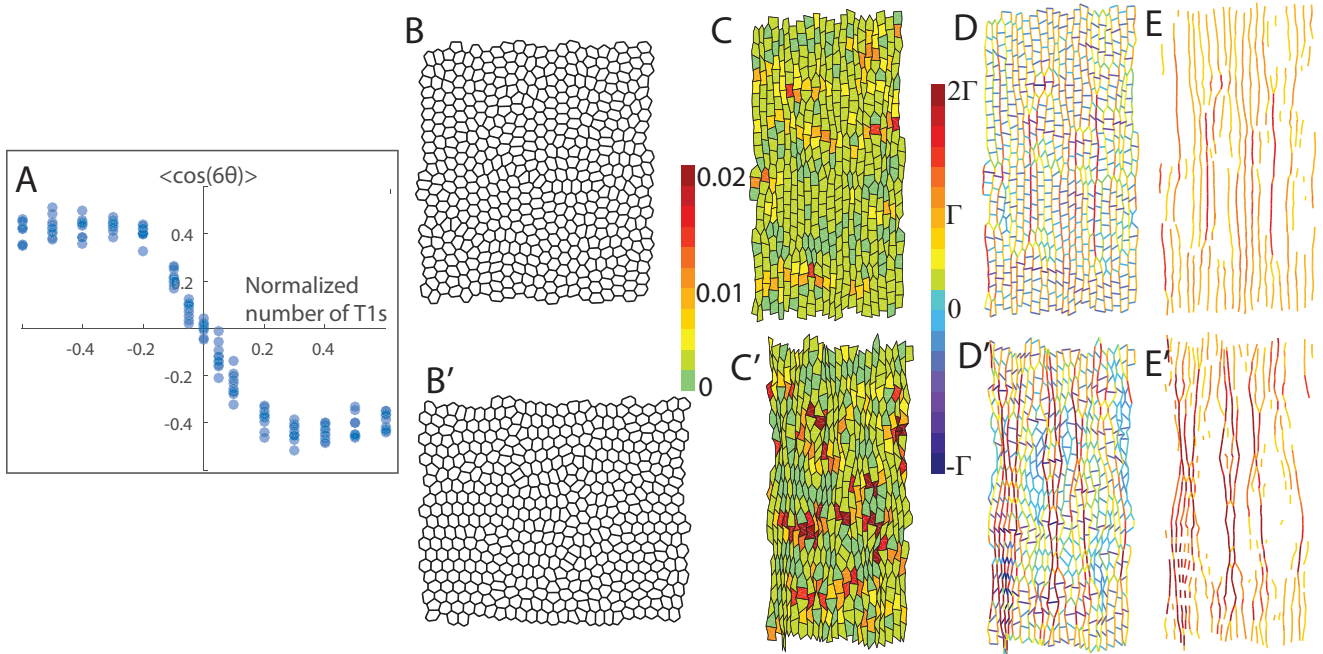 A
<cos(6θ)>
0.4
0.2
Normalized
number of T1s
-0.4
-0.2
0.2
0.4
-0.2
-0.4
B
B'
0.02
0.01
0
C
C'
2Γ
Γ
0
-Γ
D
D'
E
E'